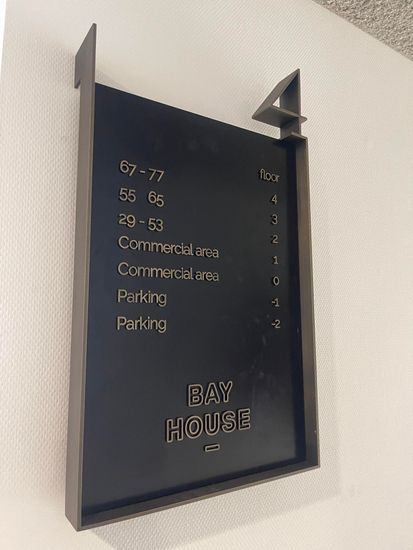 14
floor
67 - 77 4
55 65 3
29 - 53 2
Commercial area 1
Commercial area 0
Parking -1
Parking -2
BAY
HOUSE